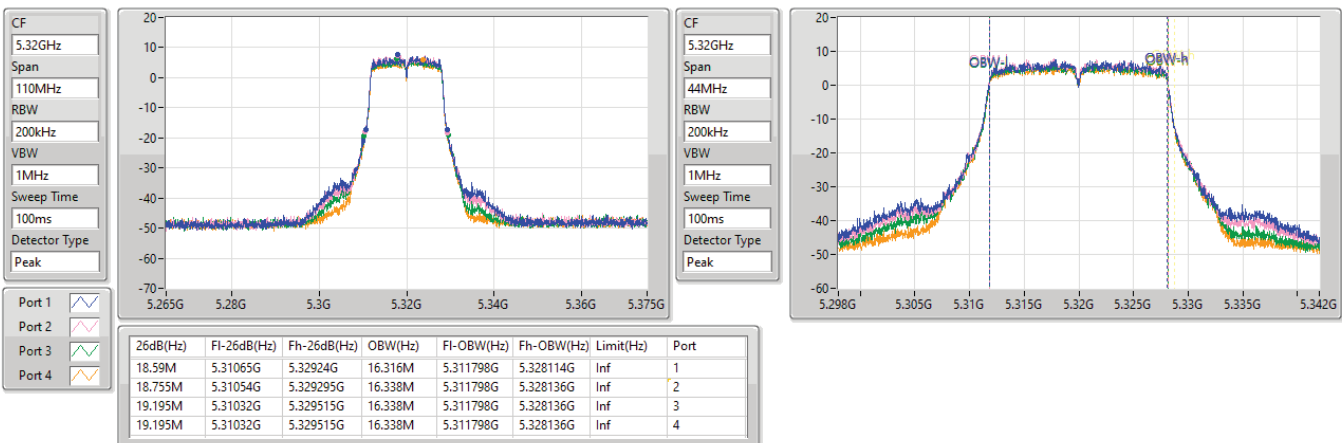 CF
5.32GHz
Span
110MHz
RBW
200kHz
VBW
1MHz
Sweep Time
100ms
Detector Type
Peak
20
10
0
-10
-20
-30
-40
-50
-60
-70
5.265G 5.28G 5.3G 5.32G 5.34G 5.36G 5.375G
CF
5.32GHz
Span
44MHz
RBW
200kHz
VBW
1MHz
Sweep Time
100ms
Detector Type
Peak
20
10
0
-10
-20
-30
-40
-50
-60
OBW-l OBW-h
5.298G 5.305G 5.31G 5.315G 5.32G 5.325G 5.33G 5.335G 5.342G
Port 1
Port 2
Port 3
Port 4
26dB(Hz) Fl-26dB(Hz) Fh-26dB(Hz) OBW(Hz) Fl-OBW(Hz) Fh-OBW(Hz) Limit(Hz) Port
18.59M 5.31065G 5.32924G 16.316M 5.311798G 5.328114G Inf 1
18.755M 5.31054G 5.329295G 16.338M 5.311798G 5.328136G Inf 2
19.195M 5.31032G 5.329515G 16.338M 5.311798G 5.328136G Inf 3
19.195M 5.31032G 5.329515G 16.338M 5.311798G 5.328136G Inf 4